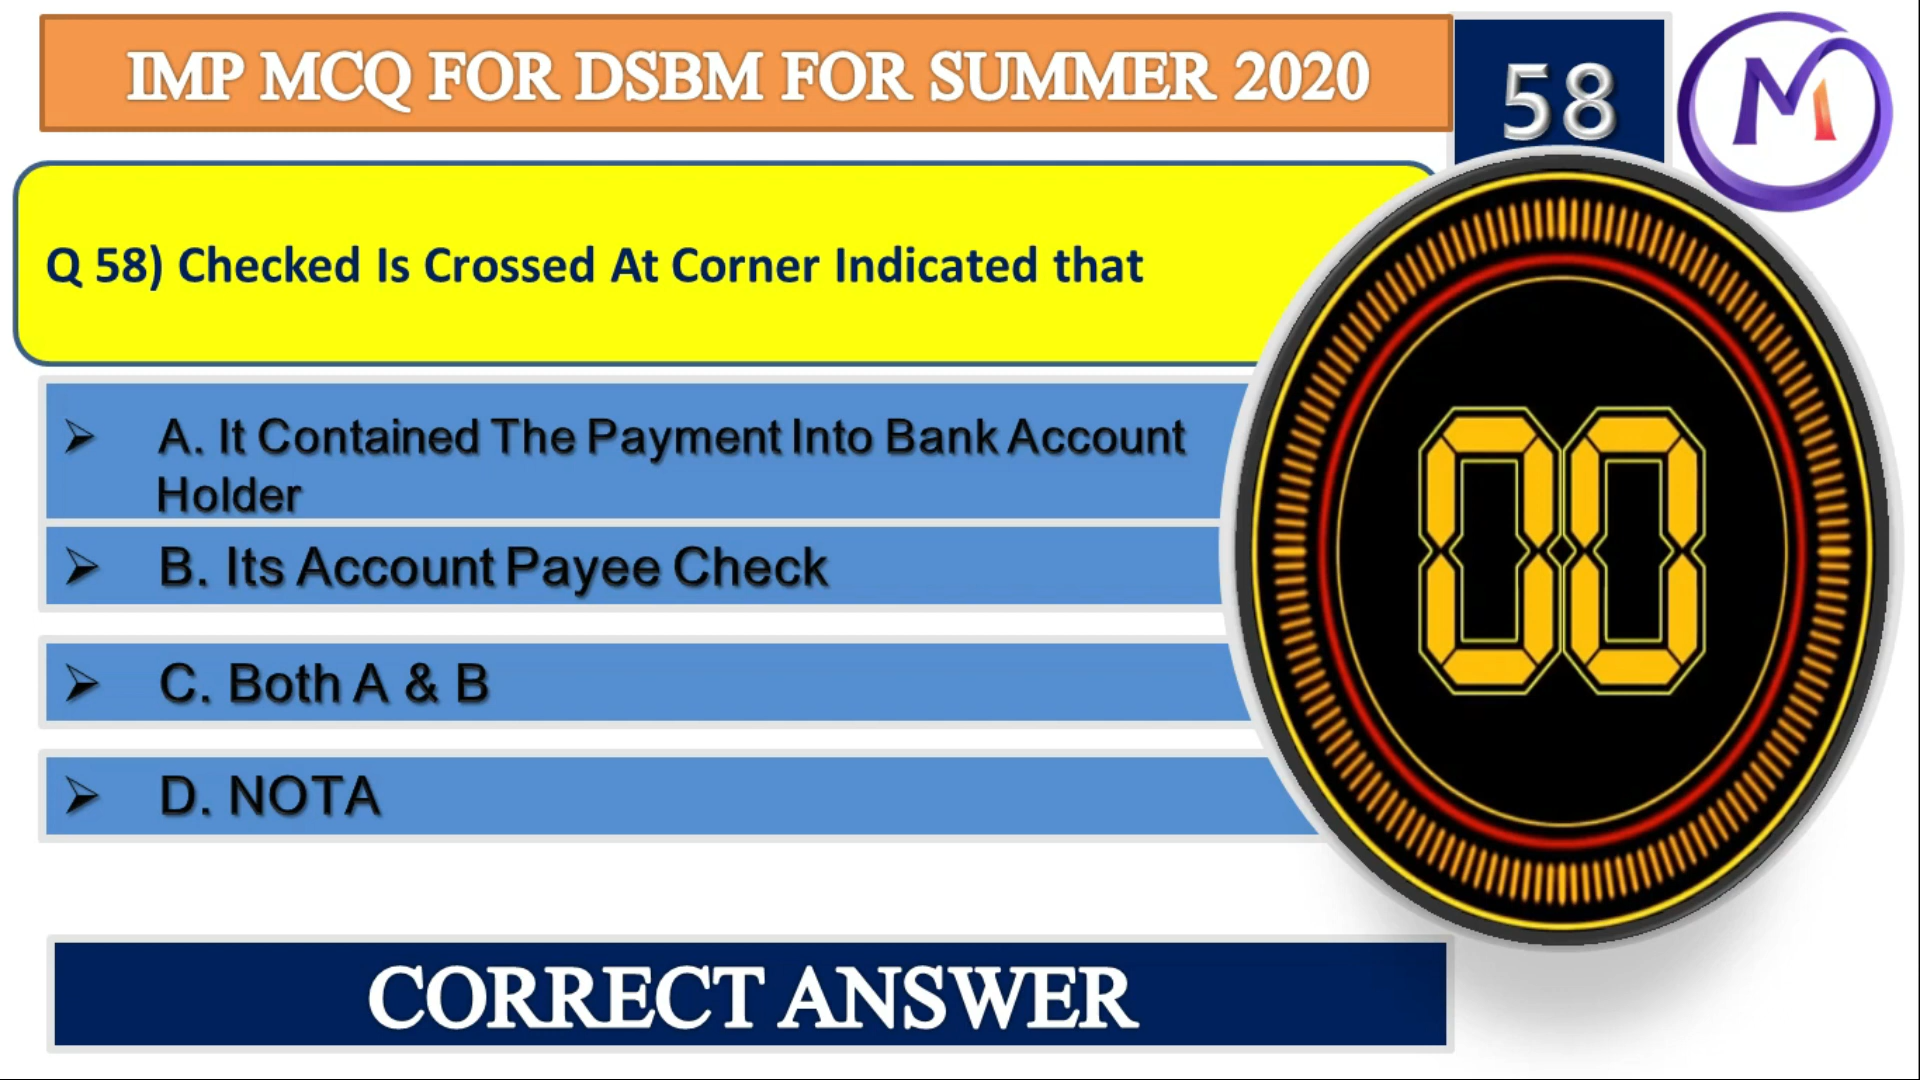 IMP MCQ FOR DSBM FOR SUMMER 2020
58
M
Q 58) Checked Is Crossed At Corner Indicated that
A. It Contained The Payment Into Bank Account
Holder
B. Its Account Payee Check
C. Both A & B
D. NOTA
00
CORRECT ANSWER